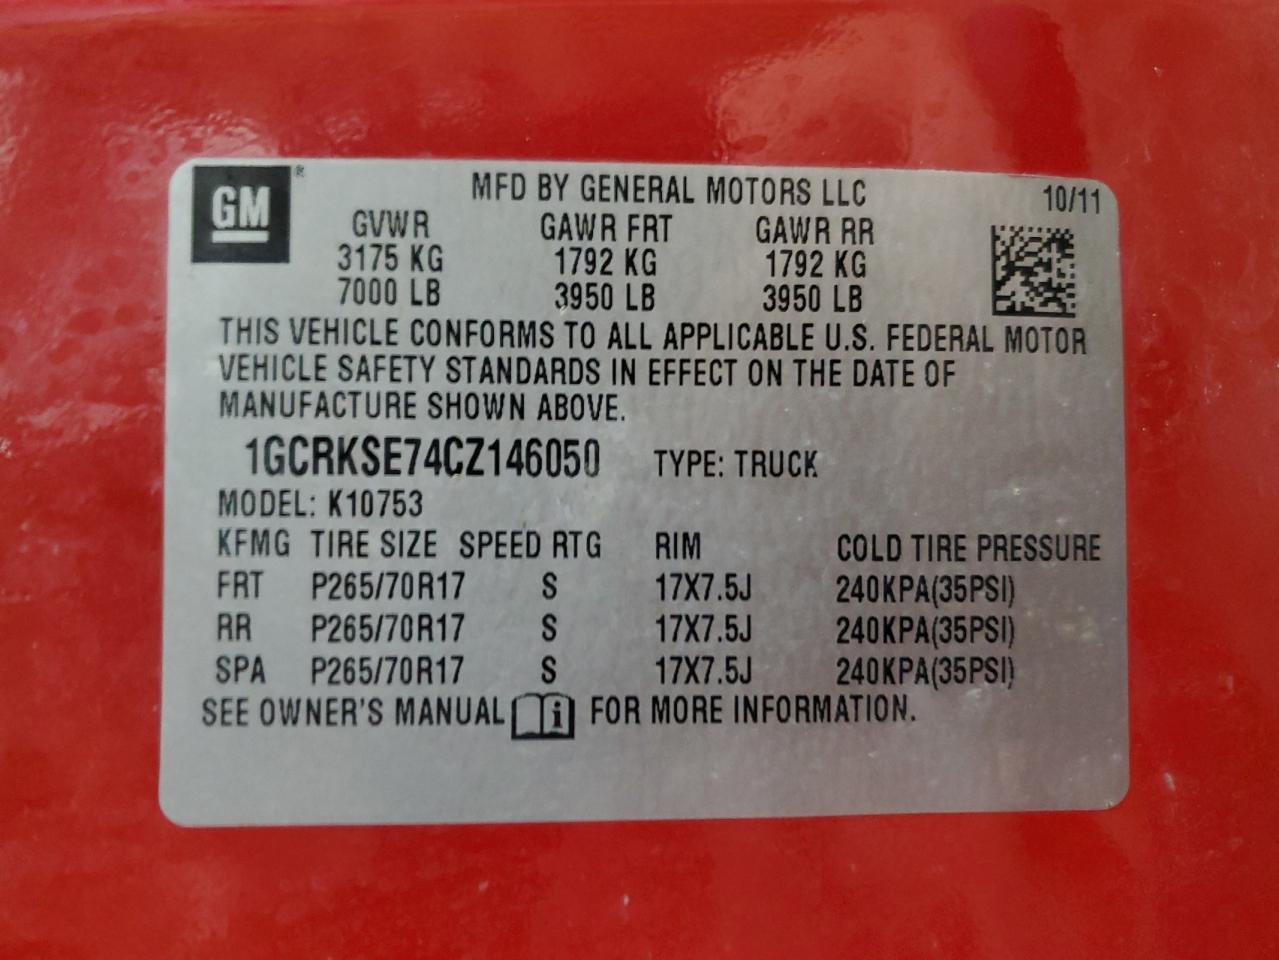 GM ®
MFD BY GENERAL MOTORS LLC 10/11
GVWR GAWR FRT GAWR RR
3175 KG 1792 KG 1792 KG
7000 LB 3950 LB 3950 LB
THIS VEHICLE CONFORMS TO ALL APPLICABLE U.S. FEDERAL MOTOR
VEHICLE SAFETY STANDARDS IN EFFECT ON THE DATE OF
MANUFACTURE SHOWN ABOVE.
1GCRKSE74CZ146050 TYPE: TRUCK
MODEL: K10753
KFMG TIRE SIZE SPEED RTG RIM COLD TIRE PRESSURE
FRT P265/70R17 S 17X7.5J 240KPA(35PSI)
RR P265/70R17 S 17X7.5J 240KPA(35PSI)
SPA P265/70R17 S 17X7.5J 240KPA(35PSI)
SEE OWNER'S MANUAL i FOR MORE INFORMATION.